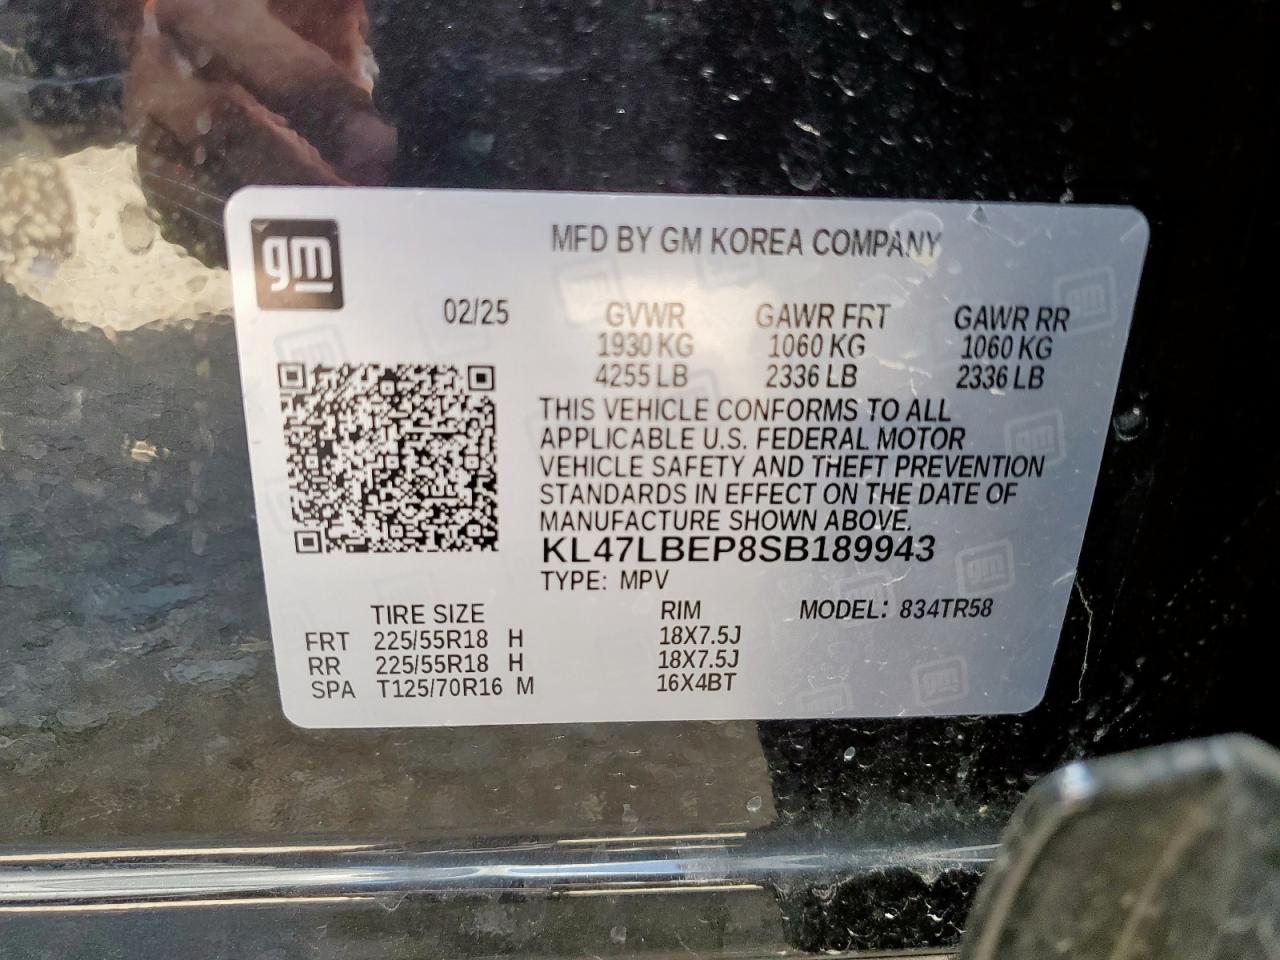 gm
MFD BY GM KOREA COMPANY
02/25
GVWR GAWR FRT GAWR RR
1930 KG 1060 KG 1060 KG
4255 LB 2336 LB 2336 LB
THIS VEHICLE CONFORMS TO ALL
APPLICABLE U.S. FEDERAL MOTOR
VEHICLE SAFETY AND THEFT PREVENTION
STANDARDS IN EFFECT ON THE DATE OF
MANUFACTURE SHOWN ABOVE.
KL47LBEP8SB189943
TYPE: MPV
TIRE SIZE RIM MODEL: 834TR58
FRT 225/55R18 H 18X7.5J
RR 225/55R18 H 18X7.5J
SPA T125/70R16 M 16X4BT